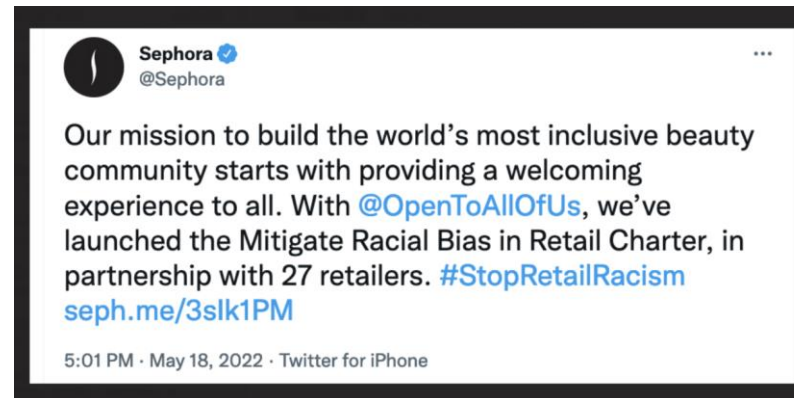 Sephora
@Sephora
Our mission to build the world’s most inclusive beauty
community starts with providing a welcoming
experience to all. With @OpenToAllOfUs, we’ve
launched the Mitigate Racial Bias in Retail Charter, in
partnership with 27 retailers. #StopRetailRacism
seph.me/3slk1PM
5:01 PM · May 18, 2022 · Twitter for iPhone